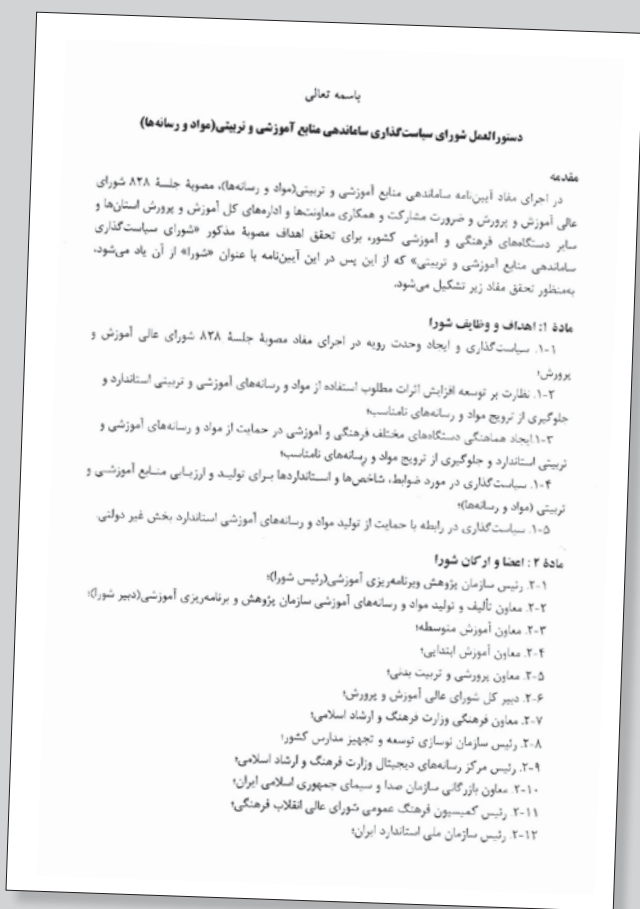 باسمه تعالی
دستورالعمل شورای سیاست‌گذاری ساماندهی منابع آموزشی و تربیتی(مواد و رسانه‌ها)
مقدمه
در اجرای مفاد آیین‌نامه ساماندهی منابع آموزشی و تربیتی(مواد و رسانه‌ها)، مصوبة جلسة ۸۲۸ شورای
عالی آموزش و پرورش و ضرورت مشارکت و همکاری معاونت‌ها و اداره‌های کل آموزش و پرورش استان‌ها و
سایر دستگاه‌های فرهنگی و آموزشی کشور، برای تحقق اهداف مصوبة مذکور «شورای سیاست‌گذاری
ساماندهی منابع آموزشی و تربیتی» که از این پس در این آیین‌نامه با عنوان «شورا» از آن یاد می‌شود،
به‌منظور تحقق مفاد زیر تشکیل می‌شود.
مادة ۱: اهداف و وظایف شورا
۱-۱. سیاست‌گذاری و ایجاد وحدت رویه در اجرای مفاد مصوبة جلسة ۸۲۸ شورای عالی آموزش و
پرورش؛
۱-۲. نظارت بر توسعه افزایش اثرات مطلوب استفاده از مواد و رسانه‌های آموزشی و تربیتی استاندارد و
جلوگیری از ترویج مواد و رسانه‌های نامناسب؛
۱-۳.ایجاد هماهنگی دستگاه‌های مختلف فرهنگی و آموزشی در حمایت از مواد و رسانه‌های آموزشی و
تربیتی استاندارد و جلوگیری از ترویج مواد و رسانه‌های نامناسب؛
۱-۴. سیاست‌گذاری در مورد ضوابط، شاخص‌ها و استانداردها برای تولید و ارزیابی منابع آموزشی و
تربیتی (مواد و رسانه‌ها)؛
۱-۵. سیاست‌گذاری در رابطه با حمایت از تولید مواد و رسانه‌های آموزشی استاندارد بخش غیر دولتی.
مادة ۲ : اعضا و ارکان شورا
۲-۱. رئیس سازمان پژوهش وبرنامه‌ریزی آموزشی(رئیس شورا)؛
۲-۲. معاون تألیف و تولید مواد و رسانه‌های آموزشی سازمان پژوهش و برنامه‌ریزی آموزشی(دبیر شورا)؛
۲-۳. معاون آموزش متوسطه؛
۲-۴. معاون آموزش ابتدایی؛
۲-۵. معاون پرورشی و تربیت بدنی؛
۲-۶. دبیر کل شورای عالی آموزش و پرورش؛
۲-۷. معاون فرهنگی وزارت فرهنگ و ارشاد اسلامی؛
۲-۸. رئیس سازمان نوسازی توسعه و تجهیز مدارس کشور؛
۲-۹. رئیس مرکز رسانه‌های دیجیتال وزارت فرهنگ و ارشاد اسلامی؛
۲-۱۰. معاون بازرگانی سازمان صدا و سیمای جمهوری اسلامی ایران؛
۲-۱۱. رئیس کمیسیون فرهنگ عمومی شورای عالی انقلاب فرهنگی؛
۲-۱۲. رئیس سازمان ملی استاندارد ایران؛